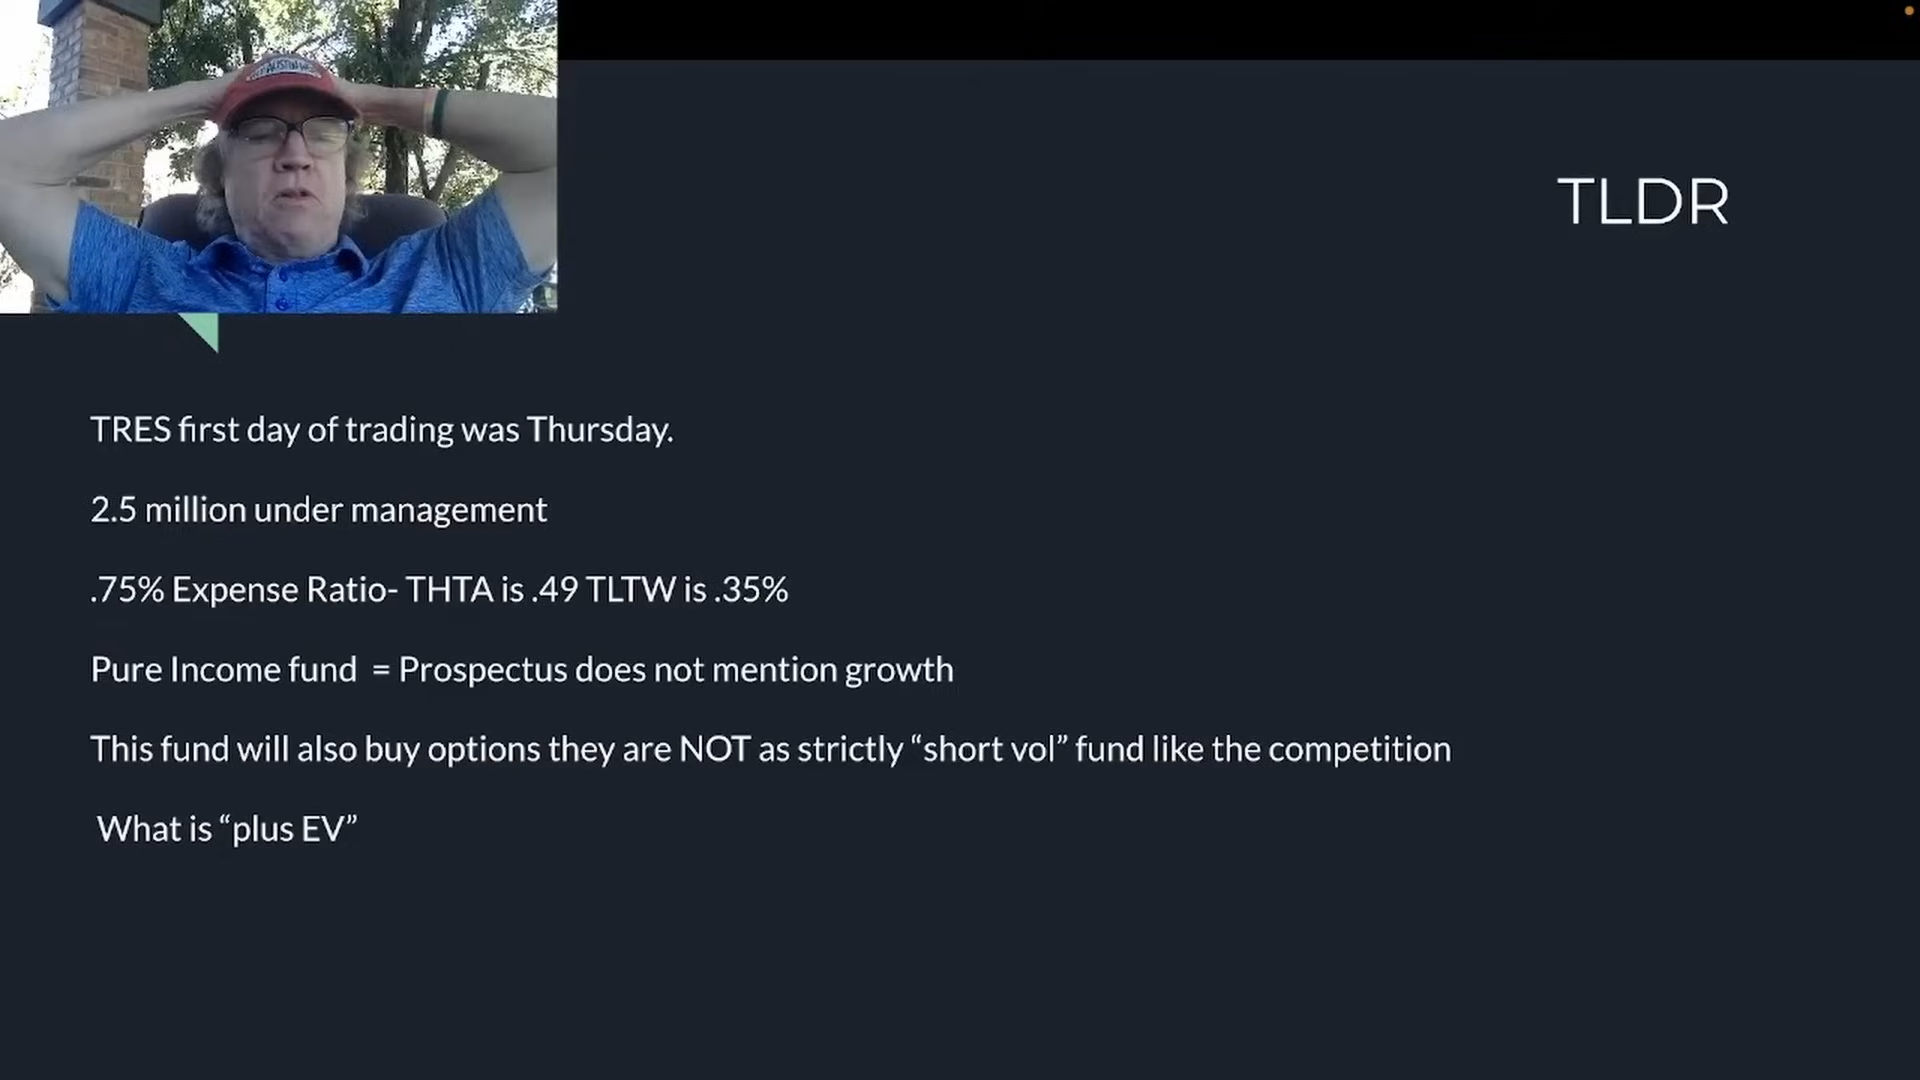 TLDR
TRES first day of trading was Thursday.
2.5 million under management
.75% Expense Ratio- THTA is .49 TLTW is .35%
Pure Income fund  = Prospectus does not mention growth
This fund will also buy options they are NOT as strictly “short vol” fund like the competition
What is “plus EV”